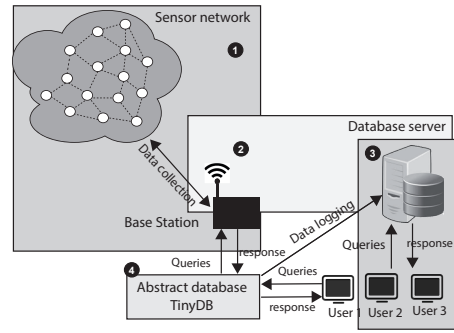 Sensor network
1
Database server
2
3
Data collection
Base Station
Data logging
Queries
response
Queries
response
4
Abstract database
TinyDB
Queries
response
User 1
User 2
User 3